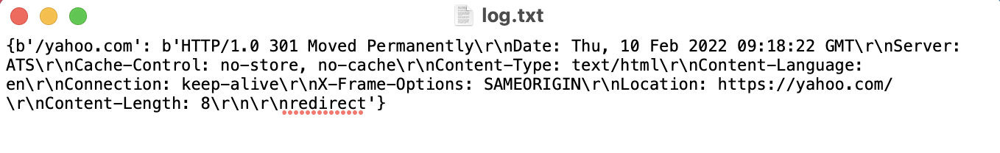 log.txt
{b'/yahoo.com': b'HTTP/1.0 301 Moved Permanently\r\nDate: Thu, 10 Feb 2022 09:18:22 GMT\r\nServer:
ATS\r\nCache-Control: no-store, no-cache\r\nContent-Type: text/html\r\nContent-Language:
en\r\nConnection: keep-alive\r\nX-Frame-Options: SAMEORIGIN\r\nLocation: https://yahoo.com/
\r\nContent-Length: 8\r\n\r\nredirect'}